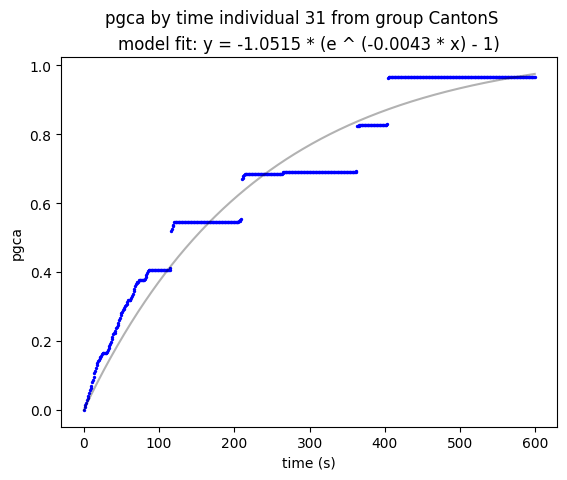 pgca by time individual 31 from group CantonS
model fit: y = -1.0515 * (e ^ (-0.0043 * x) - 1)
1.0
0.8
0.6
0.4
0.2
0.0
pgca
0 100 200 300 400 500 600
time (s)